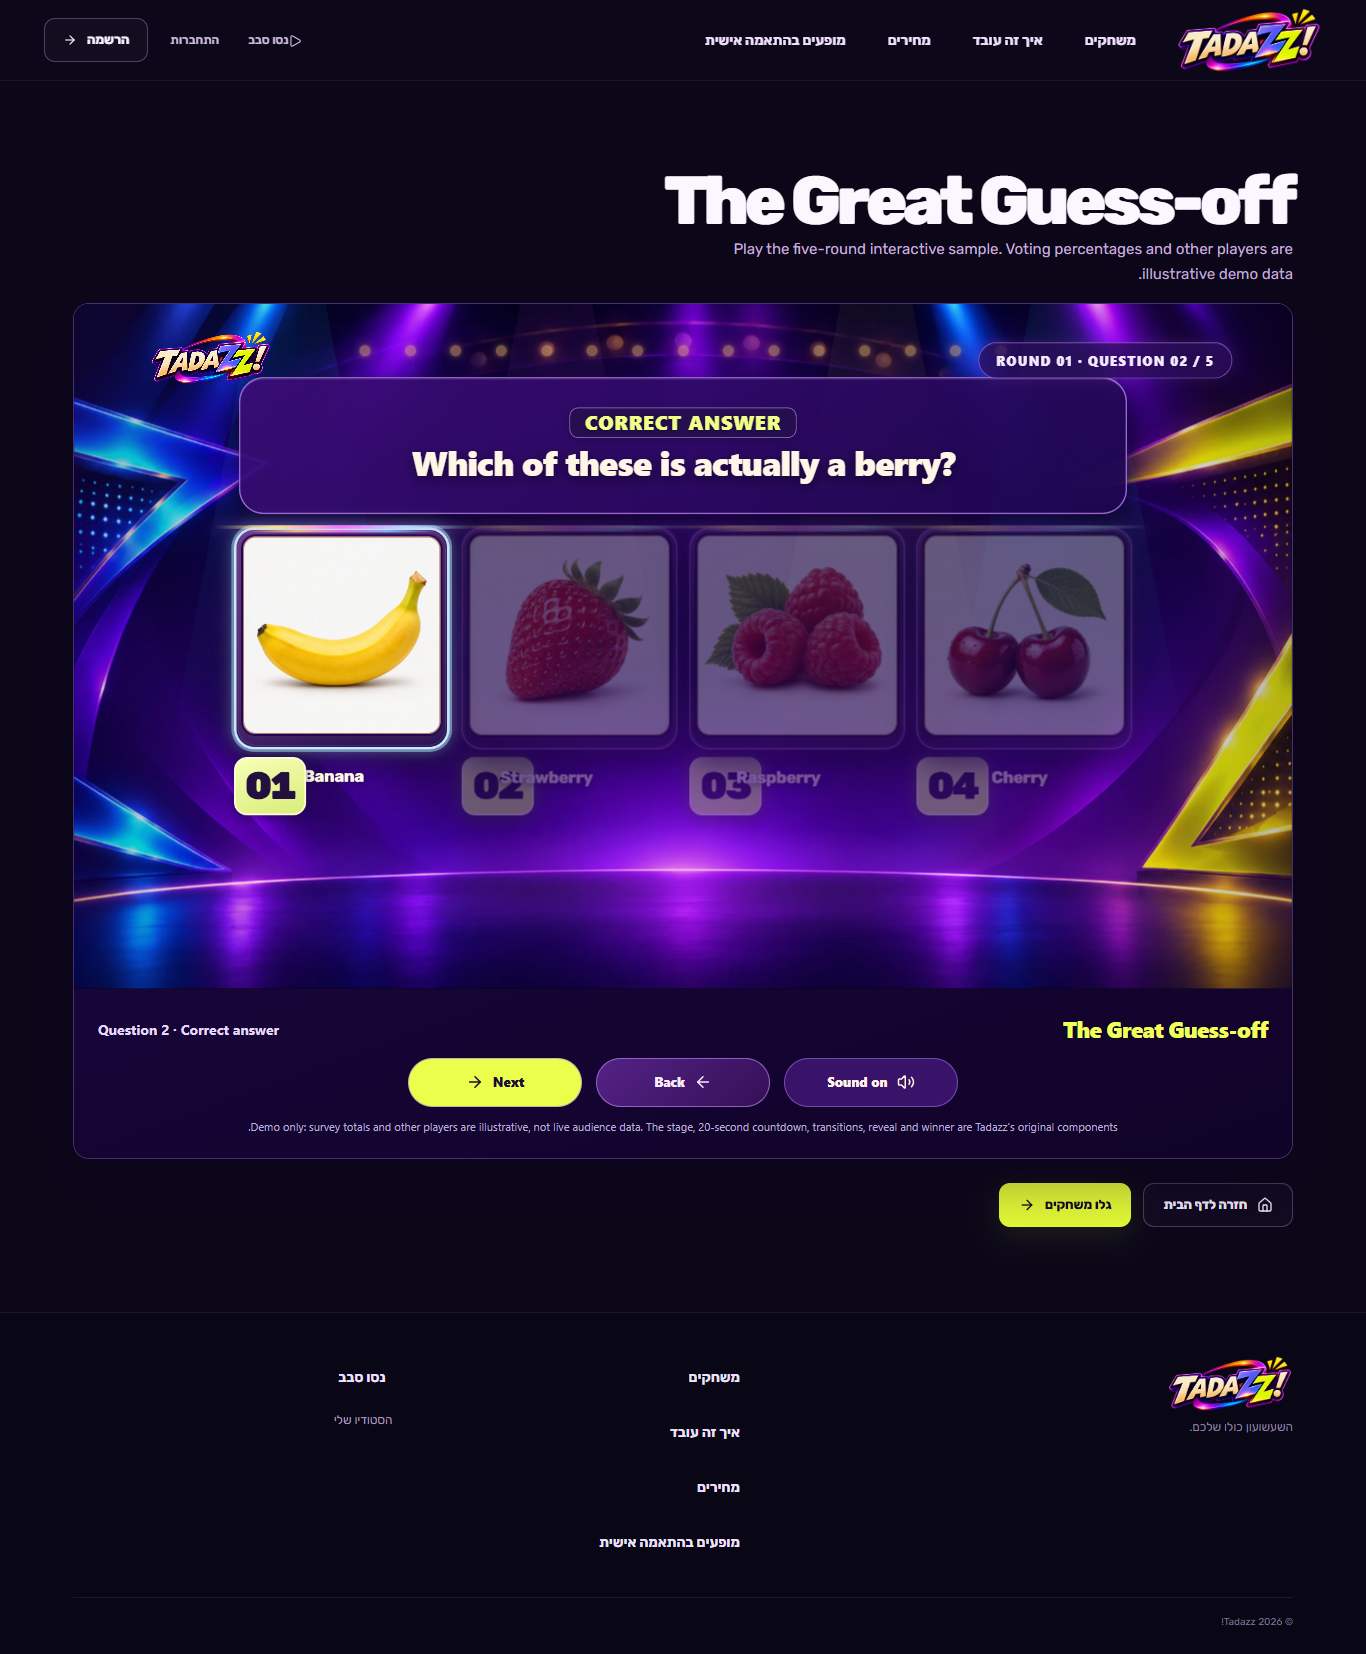 TADAZZ!
משחקים
איך זה עובד
מחירים
מופעים בהתאמה אישית
נסו סבב
התחברות
הרשמה
The Great Guess-off
Play the five-round interactive sample. Voting percentages and other players are
.illustrative demo data
TADAZZ!
ROUND 01 · QUESTION 02 / 5
CORRECT ANSWER
Which of these is actually a berry?
01 Banana
02 Strawberry
03 Raspberry
04 Cherry
Question 2 · Correct answer
The Great Guess-off
Next
Back
Sound on
.Demo only: survey totals and other players are illustrative, not live audience data. The stage, 20-second countdown, transitions, reveal and winner are Tadazz's original components
חזרה לדף הבית
גלו משחקים
TADAZZ!
השעשועון כולו שלכם.
משחקים
איך זה עובד
מחירים
מופעים בהתאמה אישית
נסו סבב
הסטודיו שלי
!Tadazz 2026 ©